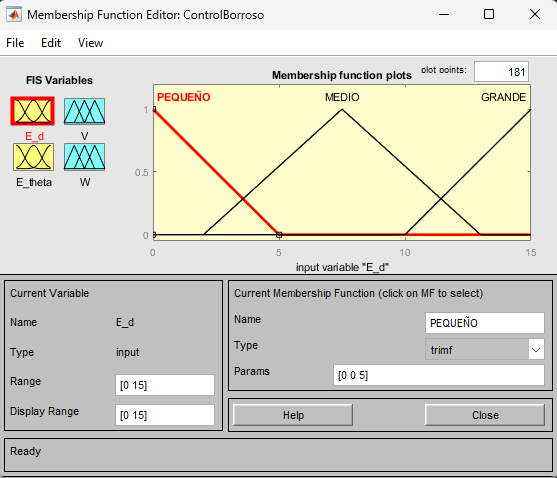 Membership Function Editor: ControlBorroso
File Edit View
FIS Variables
E_d
V
E_theta
W
Membership function plots
plot points:
181
PEQUEÑO
MEDIO
GRANDE
1
0.5
0
0
5
10
15
input variable "E_d"
Current Variable
Name
E_d
Type
input
Range
[0 15]
Display Range
[0 15]
Current Membership Function (click on MF to select)
Name
PEQUEÑO
Type
trimf
Params
[0 0 5]
Help
Close
Ready